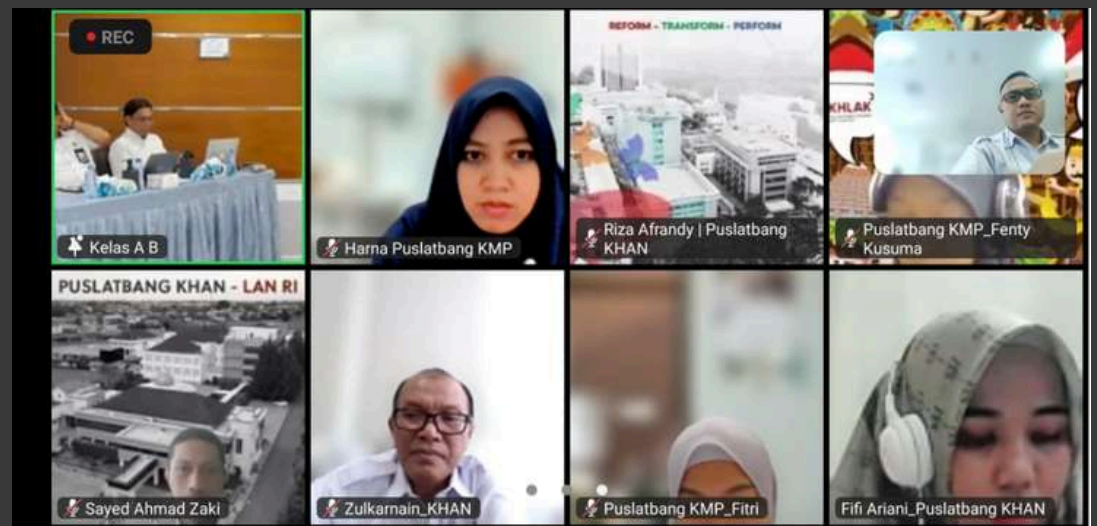 REC
Kelas A B
Harna Puslatbang KMP
REFORM - TRANSFORM - PERFORM
Riza Afrandy | Puslatbang
KHAN
KHLAK
Puslatbang KMP_Fenty
Kusuma
PUSLATBANG KHAN - LAN RI
Sayed Ahmad Zaki
Zulkarnain_KHAN
Puslatbang KMP_Fitri
Fifi Ariani_Puslatbang KHAN